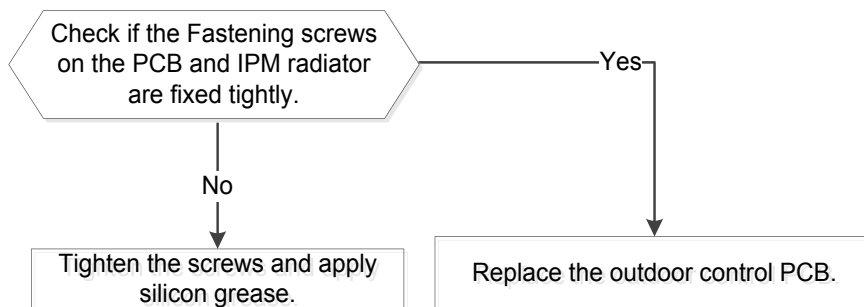 Check if the Fastening screws
on the PCB and IPM radiator
are fixed tightly.
Yes
No
Tighten the screws and apply
silicon grease.
Replace the outdoor control PCB.